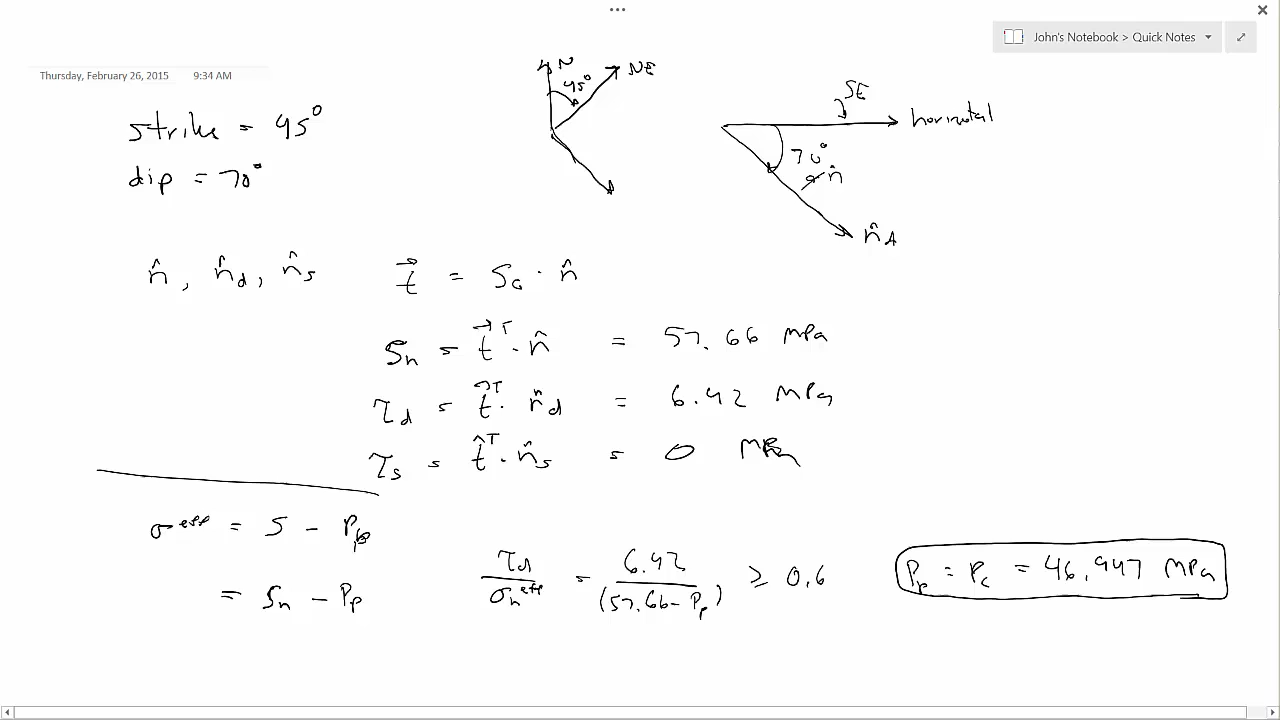 John's Notebook > Quick Notes
Thursday, February 26, 2015 9:34 AM
N
45°
NE
SE
horizontal
70°
n̂
n̂d
strike = 45°
dip = 70°
n̂, n̂d, n̂s
t⃗ = SG · n̂
Sn = t⃗ᵀ · n̂ = 57.66 MPa
τd = t⃗ᵀ · n̂d = 6.42 MPa
τs = t̂ᵀ · n̂s = 0 MPa
σ^eff = S - Pp
= Sn - Pp
τd / σn^eff = 6.42 / (57.66 - Pp) ≥ 0.6
Pp = Pc = 46.947 MPa